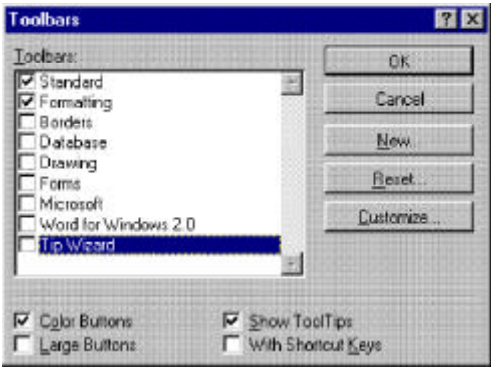 Toolbars
Toolbars:
Standard
Formatting
Borders
Database
Drawing
Forms
Microsoft
Word for Windows 2.0
Tip Wizard
OK
Cancel
New...
Reset...
Customize...
Color Buttons
Large Buttons
Show ToolTips
With Shortcut Keys